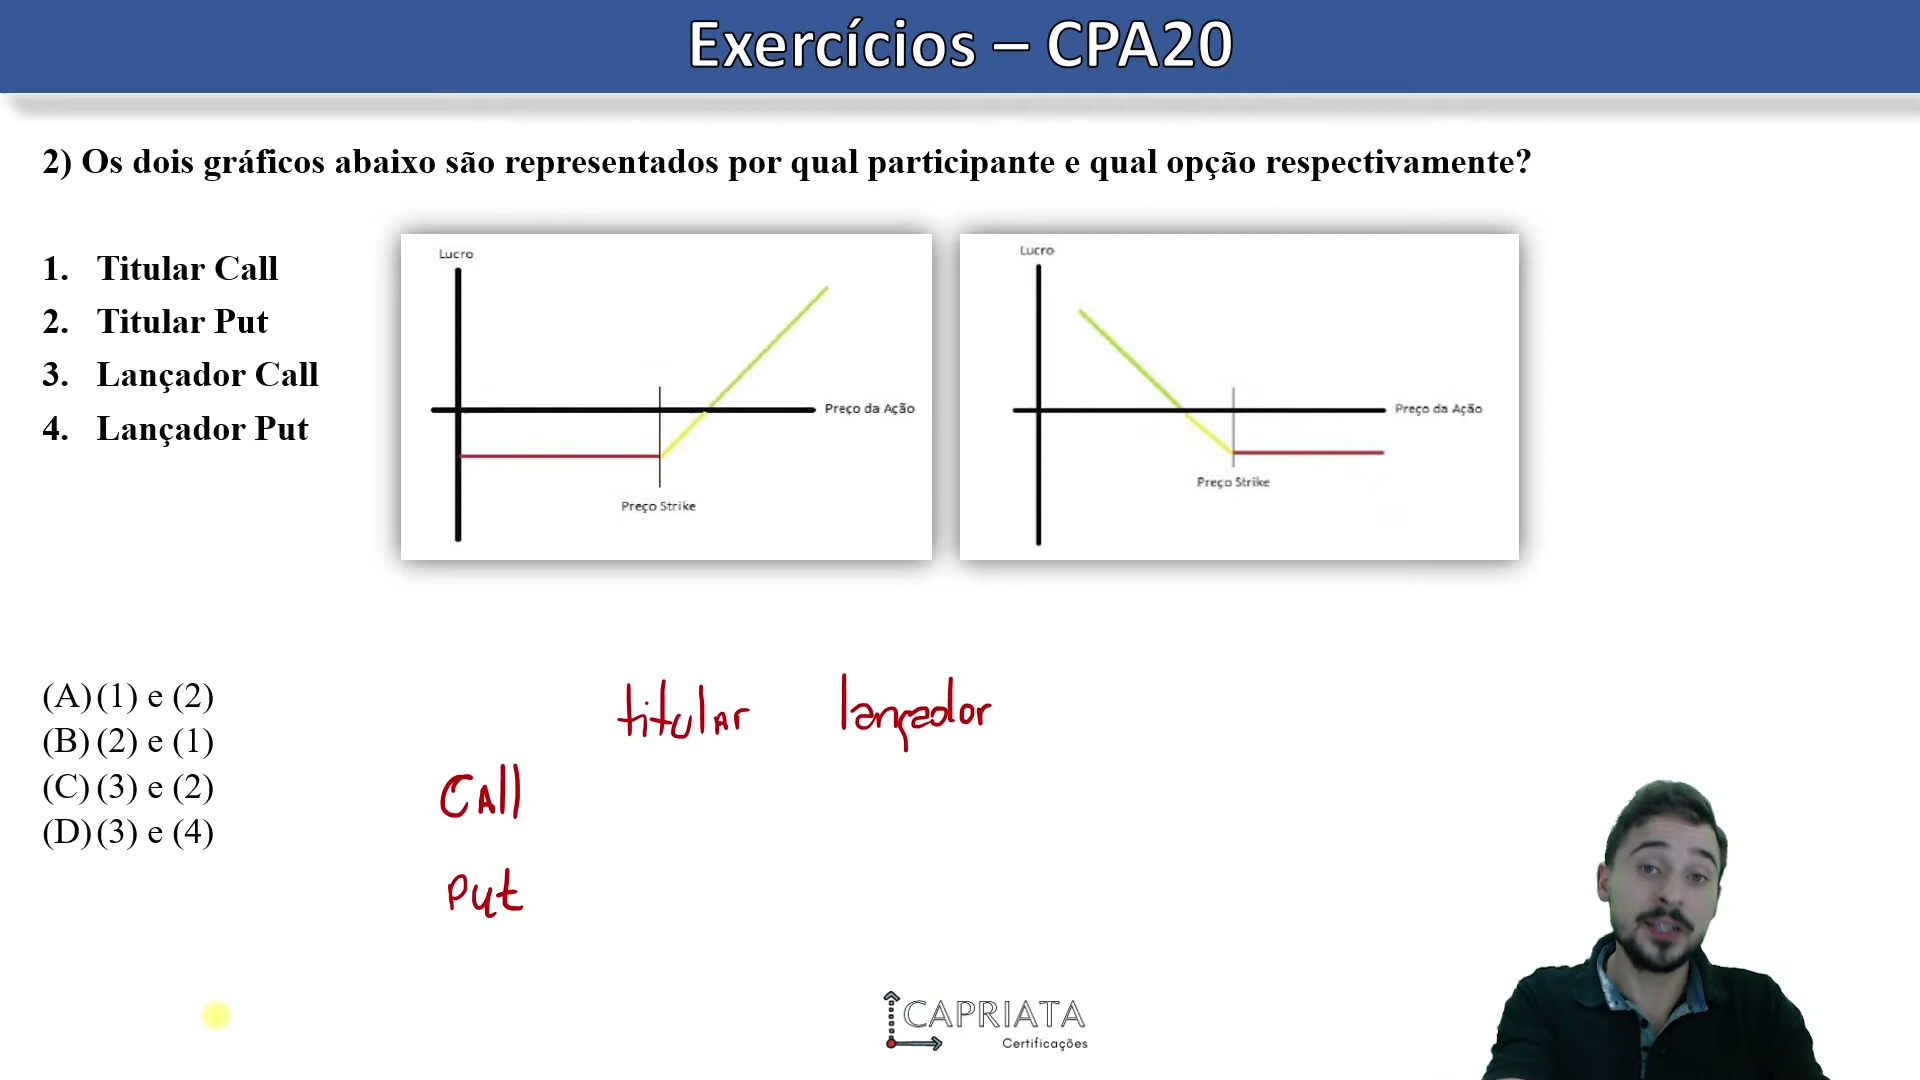 Exercícios – CPA20
2) Os dois gráficos abaixo são representados por qual participante e qual opção respectivamente?
1. Titular Call
2. Titular Put
3. Lançador Call
4. Lançador Put
Lucro
Preço da Ação
Preço Strike
Lucro
Preço da Ação
Preço Strike
(A) (1) e (2)
(B) (2) e (1)
(C) (3) e (2)
(D) (3) e (4)
titular lançador
Call
Put
CAPRIATA
Certificações